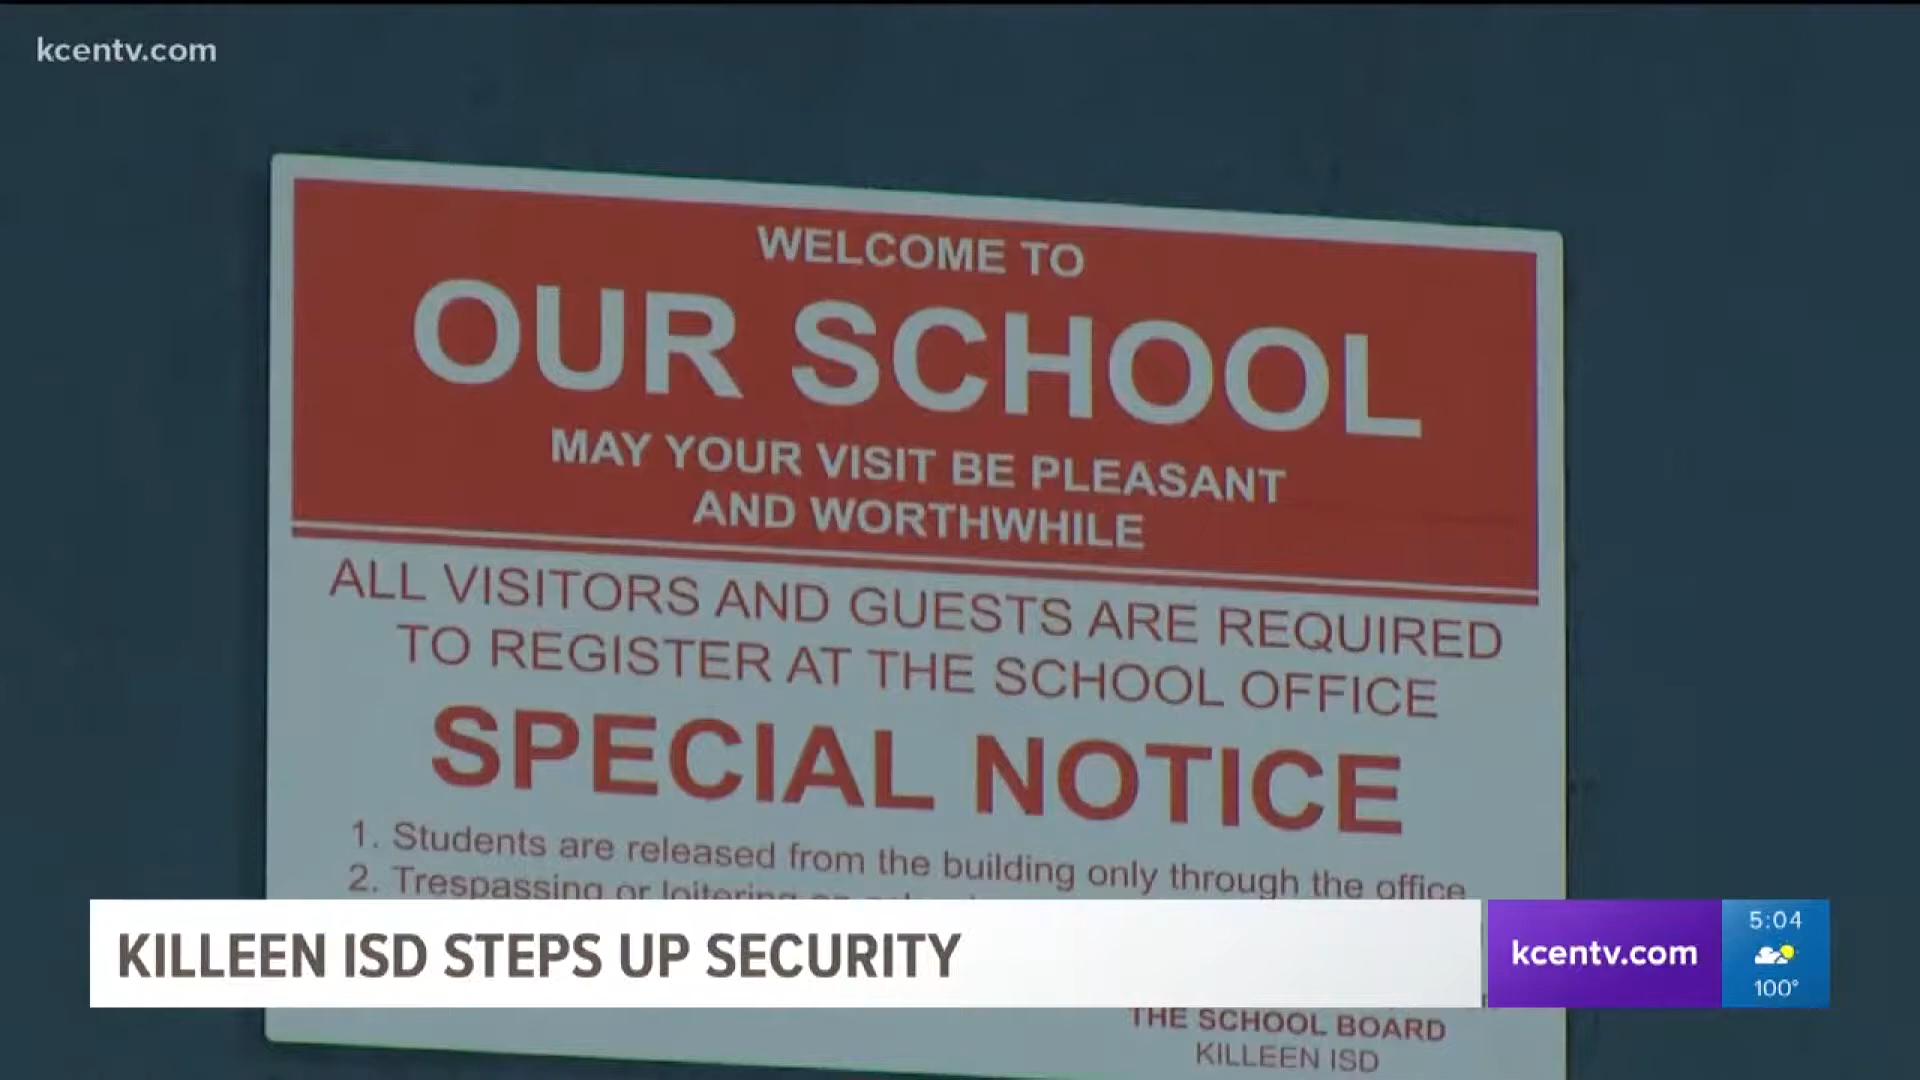 kcentv.com
WELCOME TO
OUR SCHOOL
MAY YOUR VISIT BE PLEASANT
AND WORTHWHILE
ALL VISITORS AND GUESTS ARE REQUIRED
TO REGISTER AT THE SCHOOL OFFICE
SPECIAL NOTICE
1. Students are released from the building only through the office
2. Trespassing or loitering on
KILLEEN ISD STEPS UP SECURITY
kcentv.com
5:04
100°
THE SCHOOL BOARD
KILLEEN ISD